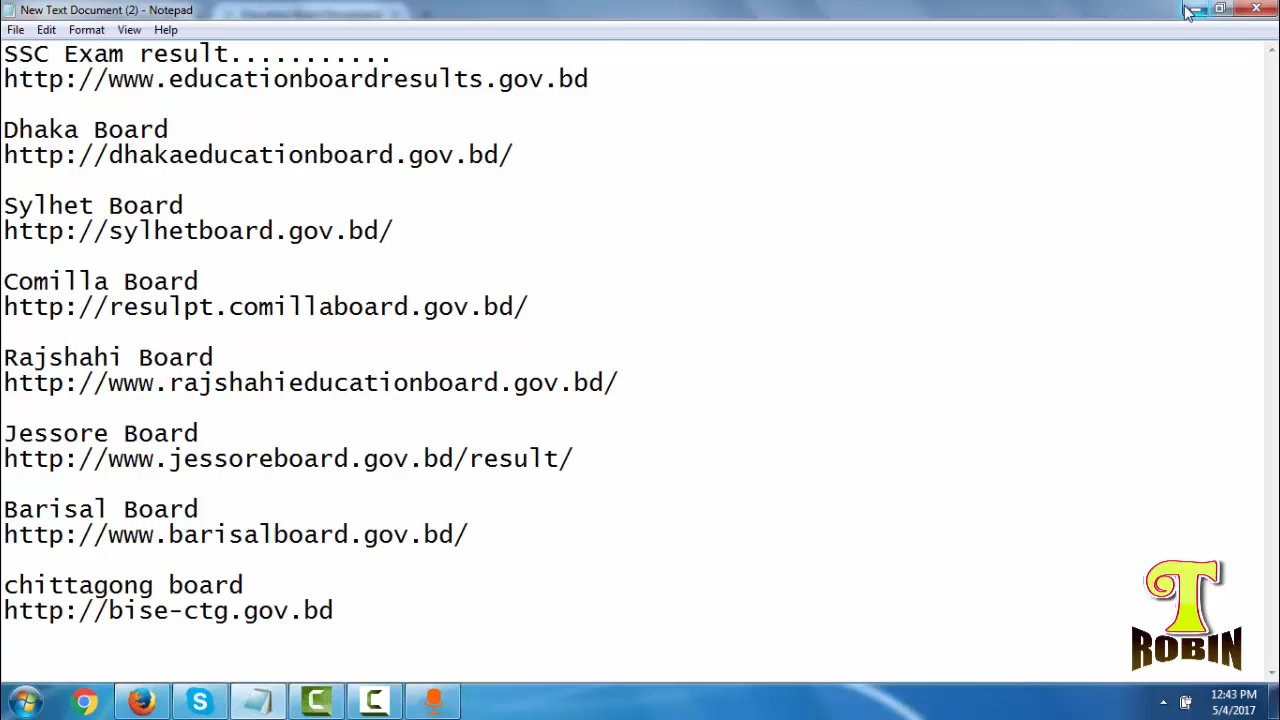 New Text Document (2) - Notepad
File Edit Format View Help
SSC Exam result...........
http://www.educationboardresults.gov.bd
Dhaka Board
http://dhakaeducationboard.gov.bd/
Sylhet Board
http://sylhetboard.gov.bd/
Comilla Board
http://resulpt.comillaboard.gov.bd/
Rajshahi Board
http://www.rajshahieducationboard.gov.bd/
Jessore Board
http://www.jessoreboard.gov.bd/result/
Barisal Board
http://www.barisalboard.gov.bd/
chittagong board
http://bise-ctg.gov.bd
T
ROBIN
12:43 PM
5/4/2017